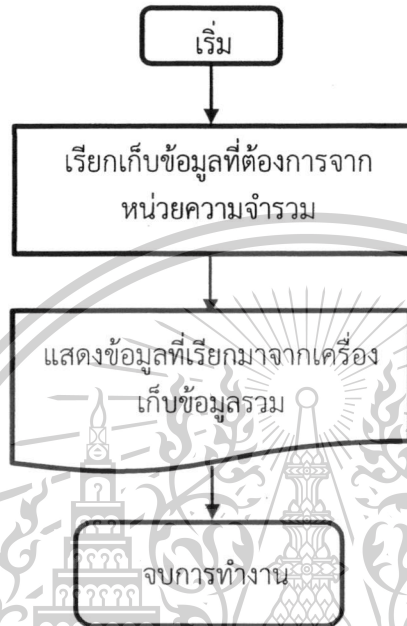 เริ่ม
เรียกเก็บข้อมูลที่ต้องการจาก
หน่วยความจำรวม
แสดงข้อมูลที่เรียกมาจากเครื่อง
เก็บข้อมูลรวม
จบการทำงาน